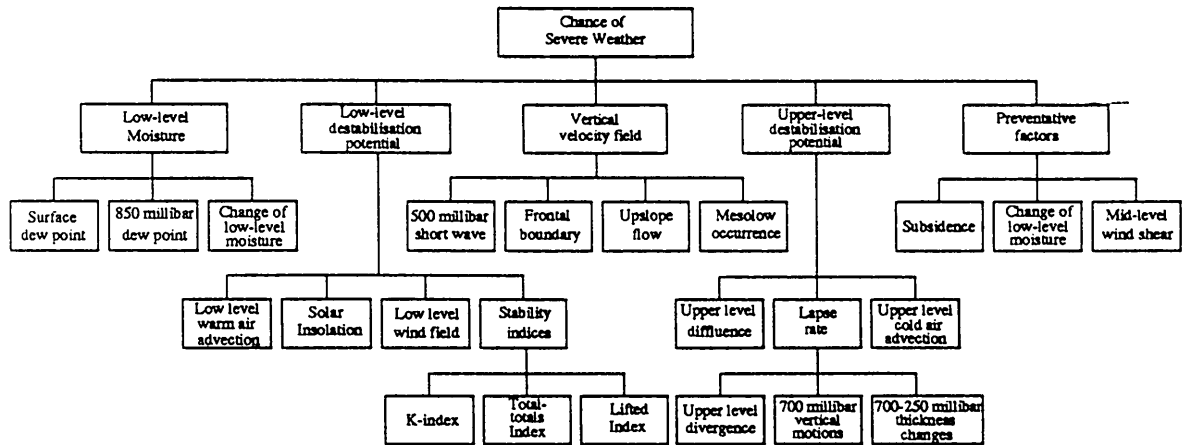 Chance of
Severe Weather
Low-level
Moisture
Low-level
destabilisation
potential
Vertical
velocity field
Upper-level
destabilisation
potential
Preventative
factors
Surface
dew point
850 millibar
dew point
Change of
low-level
moisture
500 millibar
short wave
Frontal
boundary
Upslope
flow
Mesolow
occurrence
Subsidence
Change of
low-level
moisture
Mid-level
wind shear
Low level
warm air
advection
Solar
Insolation
Low level
wind field
Stability
indices
Upper level
diffluence
Lapse
rate
Upper level
cold air
advection
K-index
Total-
totals
Index
Lifted
Index
Upper level
divergence
700 millibar
vertical
motions
700-250 millibar
thickness
changes